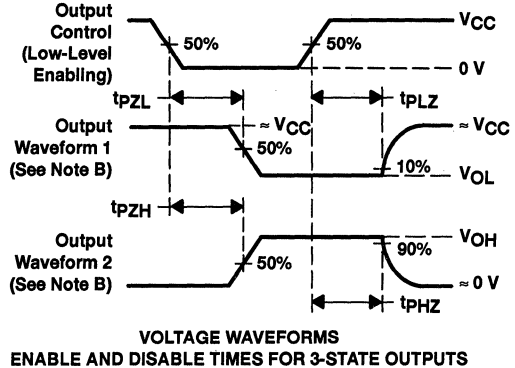 Output
Control
(Low-Level
Enabling)
50%
50%
VCC
0 V
tPZL
tPLZ
Output
Waveform 1
(See Note B)
≈ VCC
50%
≈ VCC
10%
VOL
tPZH
Output
Waveform 2
(See Note B)
50%
VOH
90%
≈ 0 V
tPHZ
VOLTAGE WAVEFORMS
ENABLE AND DISABLE TIMES FOR 3-STATE OUTPUTS